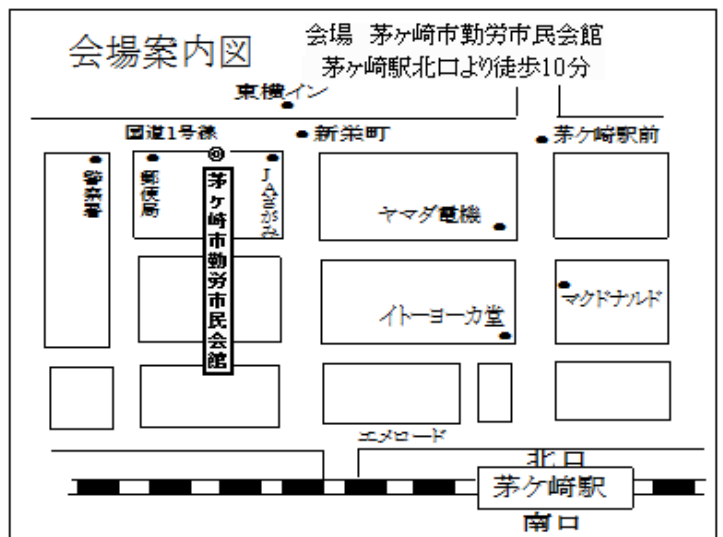 会場案内図
会場 茅ヶ崎市勤労市民会館
茅ヶ崎駅北口より徒歩10分
東横イン
国道1号線
新栄町
茅ヶ崎駅前
警察署
郵便局
茅ヶ崎市勤労市民会館
JAさがみ
ヤマダ電機
イトーヨーカ堂
マクドナルド
エメロード
北口
茅ケ崎駅
南口